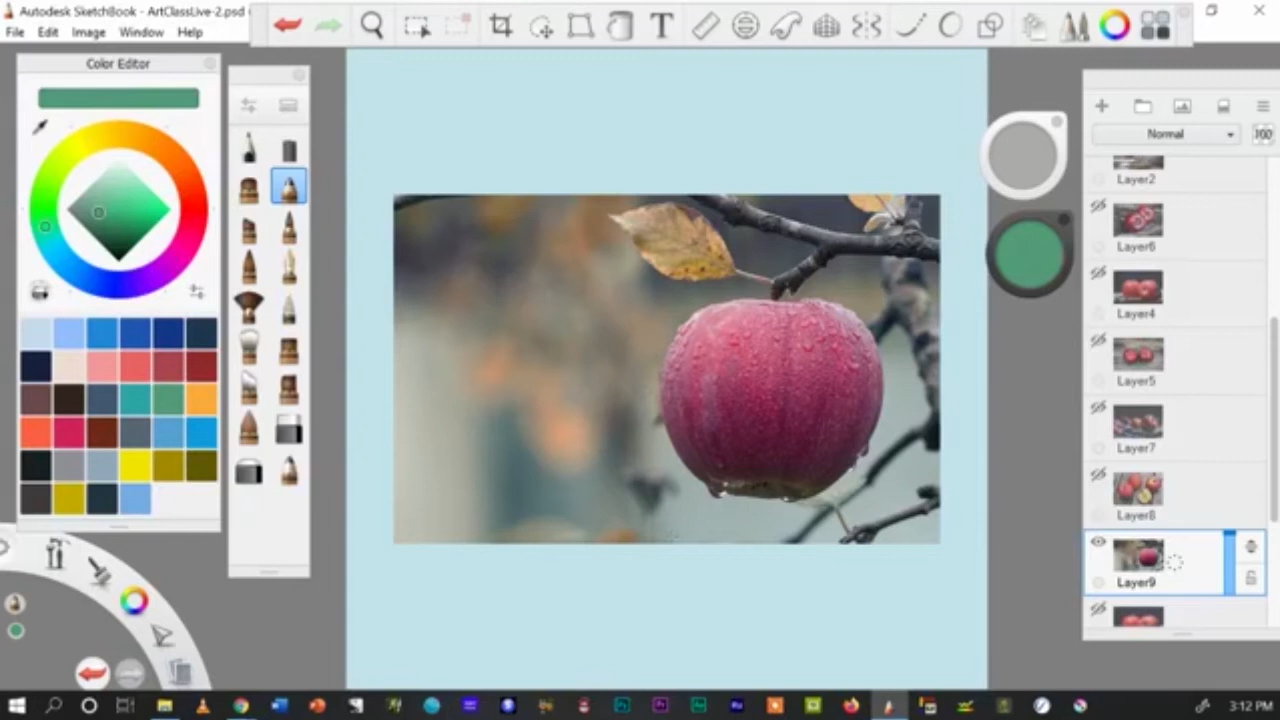 Autodesk SketchBook - ArtClassLive-2.psd
File Edit Image Window Help
Color Editor
T
Normal
100
Layer2
Layer6
Layer4
Layer5
Layer7
Layer8
Layer9
3:12 PM